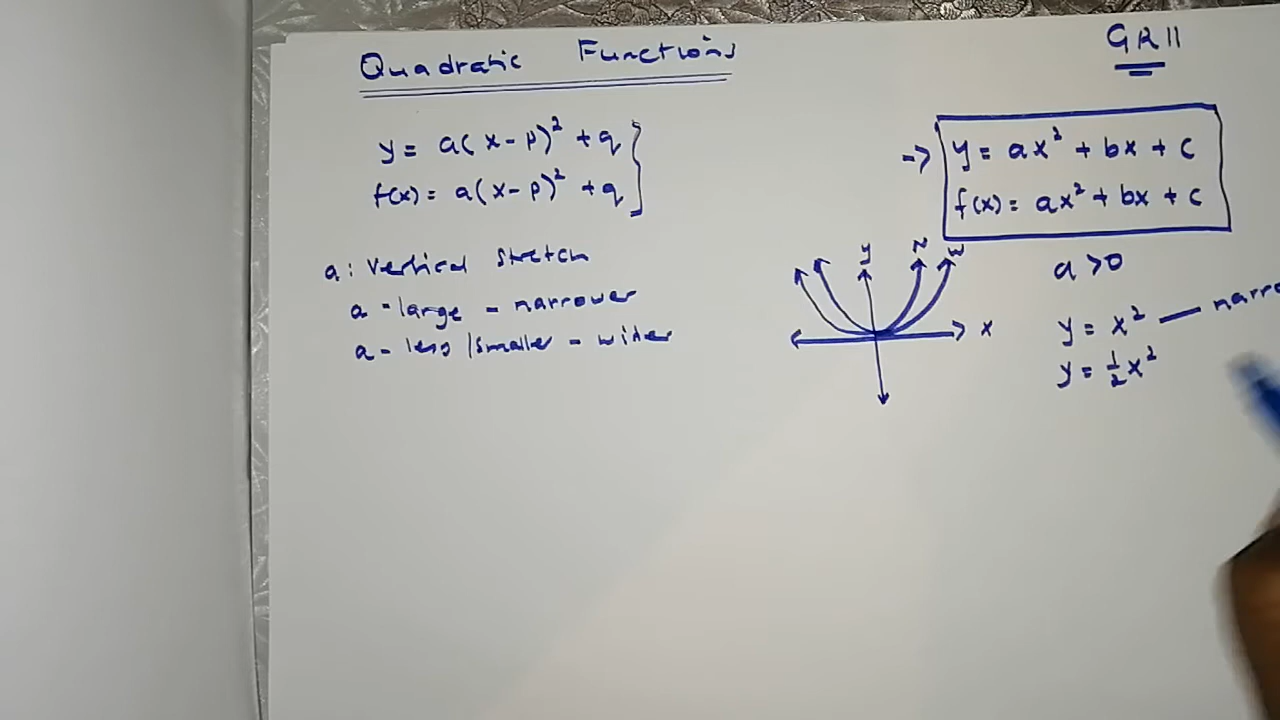 Quadratic Functions
GR11
y = a(x-p)² + q
f(x) = a(x-p)² + q
→ y = ax² + bx + c
f(x) = ax² + bx + c
a: Vertical stretch
a - large - narrower
a - less/smaller - wider
y
N
W
x
a > 0
y = x² — narro
y = ½x²